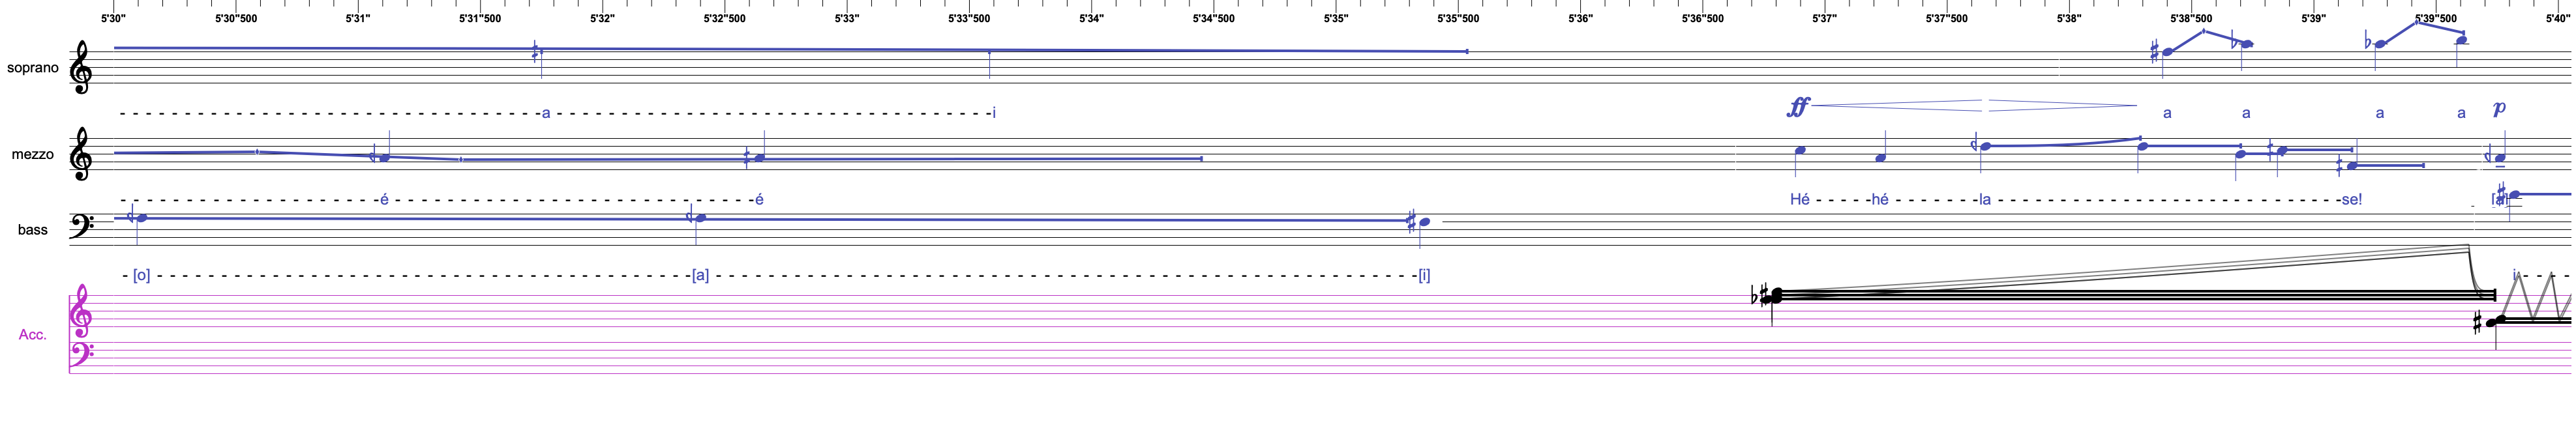 5'30" 5'30"500 5'31" 5'31"500 5'32" 5'32"500 5'33" 5'33"500 5'34" 5'34"500 5'35" 5'35"500 5'36" 5'36"500 5'37" 5'37"500 5'38" 5'38"500 5'39" 5'39"500 5'40"
soprano
a i a a a a
ff p
mezzo
é é Hé - - - - -hé - - - - - - - -la - - - - - - - - - - - - - - - - - - - - - - - - - - - - - - -se!
bass
[o] [a] [i] i
Acc.